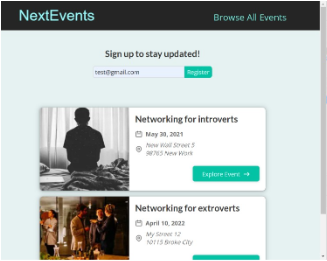 NextEvents
Browse All Events
Sign up to stay updated!
test@gmail.com
Register
Networking for introverts
May 30, 2021
New Wall Street 5
98765 New Work
Explore Event →
Networking for extroverts
April 10, 2022
My Street 12
10115 Broke City